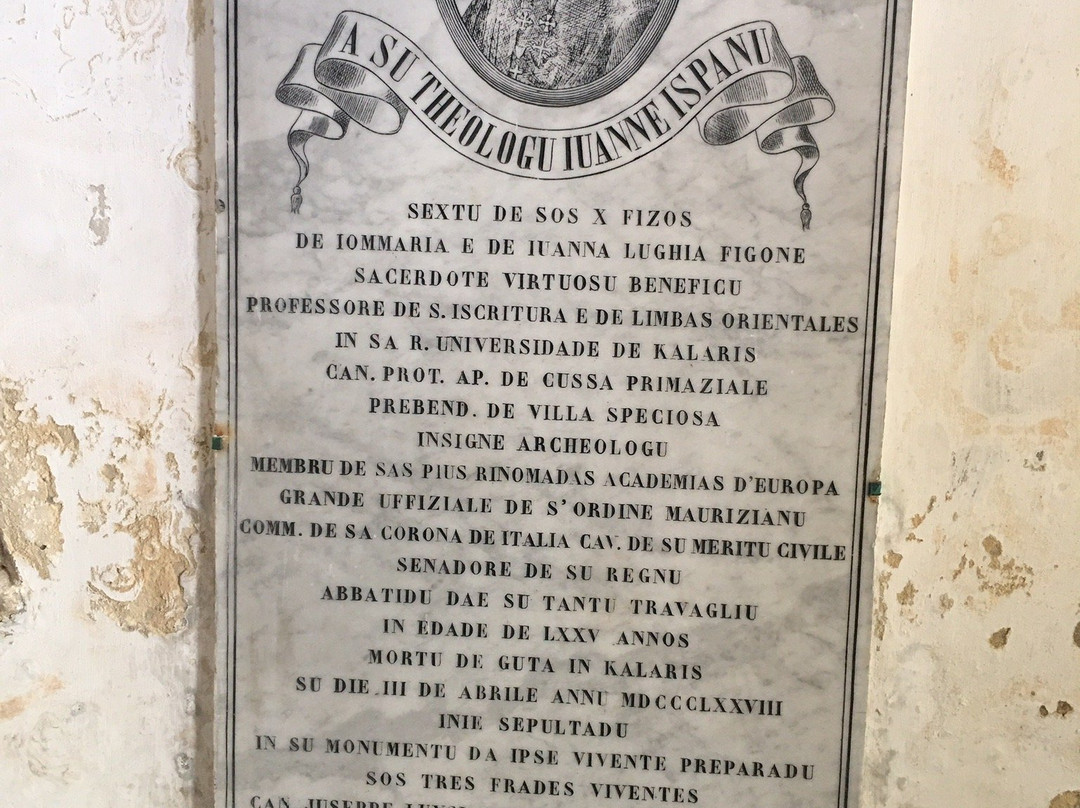 A SU THEOLOGU IUANNE ISPANU
SEXTU DE SOS X FIZOS
DE IOMMARIA E DE IUANNA LUGHIA FIGONE
SACERDOTE VIRTUOSU BENEFICU
PROFESSORE DE S. ISCRITURA E DE LIMBAS ORIENTALES
IN SA R. UNIVERSIDADE DE KALARIS
CAN. PROT. AP. DE CUSSA PRIMAZIALE
PREBEND. DE VILLA SPECIOSA
INSIGNE ARCHEOLOGU
MEMBRU DE SAS PIUS RINOMADAS ACADEMIAS D'EUROPA
GRANDE UFFIZIALE DE S'ORDINE MAURIZIANU
COMM. DE SA CORONA DE ITALIA CAV. DE SU MERITU CIVILE
SENADORE DE SU REGNU
ABBATIDU DAE SU TANTU TRAVAGLIU
IN EDADE DE LXXV ANNOS
MORTU DE GUTA IN KALARIS
SU DIE III DE ABRILE ANNU MDCCCLXXVIII
INIE SEPULTADU
IN SU MONUMENTU DA IPSE VIVENTE PREPARADU
SOS TRES FRADES VIVENTES
CAN. JUSEPPE